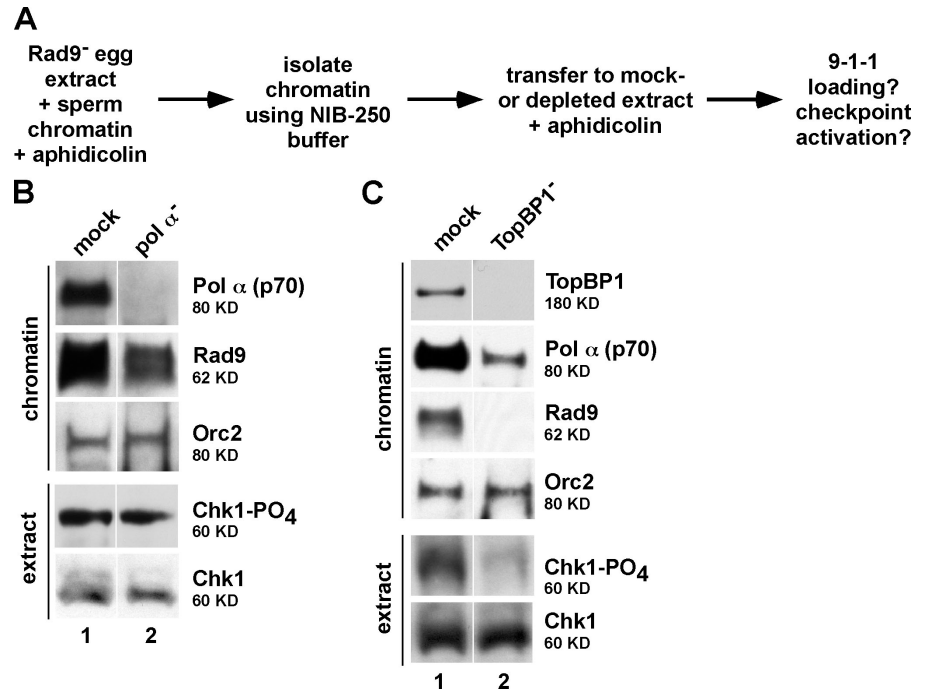 A
Rad9- egg
extract
+ sperm
chromatin
+ aphidicolin
isolate
chromatin
using NIB-250
buffer
transfer to mock-
or depleted extract
+ aphidicolin
9-1-1
loading?
checkpoint
activation?
B
mock
pol α-
chromatin
Pol α (p70)
80 KD
Rad9
62 KD
Orc2
80 KD
extract
Chk1-PO4
60 KD
Chk1
60 KD
1 2
C
mock
TopBP1-
chromatin
TopBP1
180 KD
Pol α (p70)
80 KD
Rad9
62 KD
Orc2
80 KD
extract
Chk1-PO4
60 KD
Chk1
60 KD
1 2